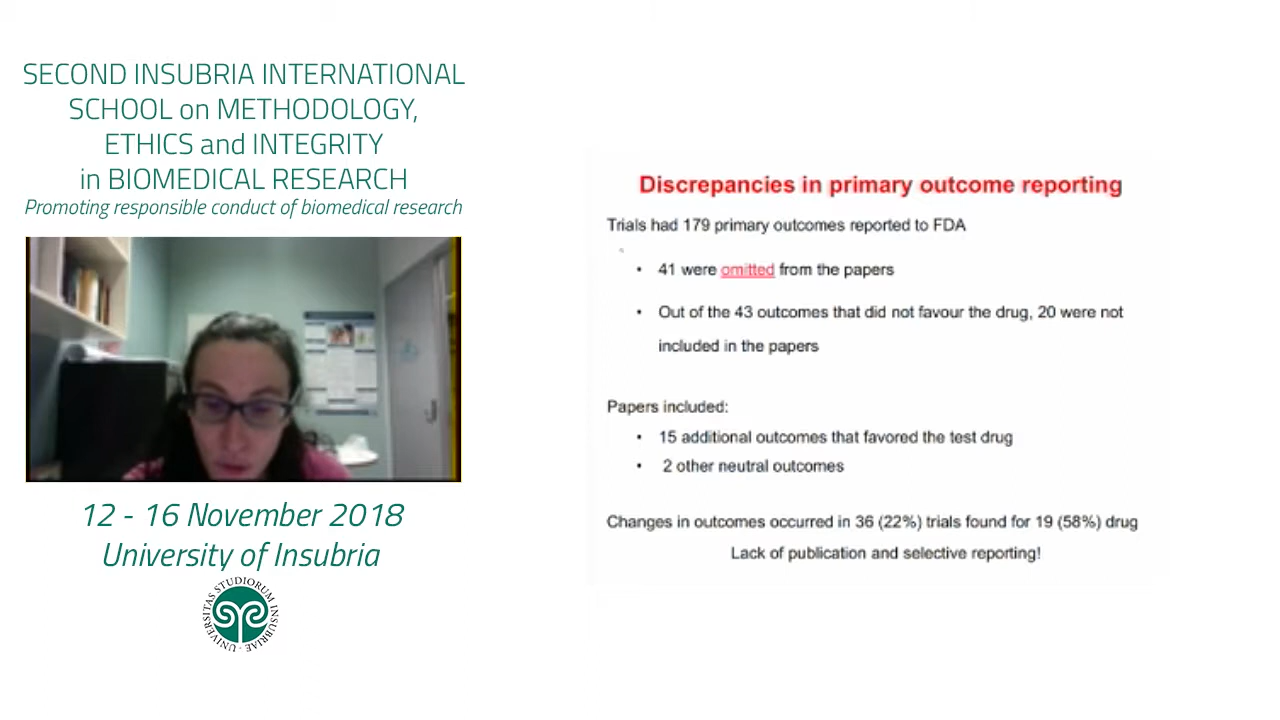 SECOND INSUBRIA INTERNATIONAL
SCHOOL on METHODOLOGY,
ETHICS and INTEGRITY
in BIOMEDICAL RESEARCH
Promoting responsible conduct of biomedical research
12 - 16 November 2018
University of Insubria
UNIVERSITAS STUDIORUM INSUBRIAE
Discrepancies in primary outcome reporting
Trials had 179 primary outcomes reported to FDA
• 41 were omitted from the papers
• Out of the 43 outcomes that did not favour the drug, 20 were not
included in the papers
Papers included:
• 15 additional outcomes that favored the test drug
• 2 other neutral outcomes
Changes in outcomes occurred in 36 (22%) trials found for 19 (58%) drug
Lack of publication and selective reporting!